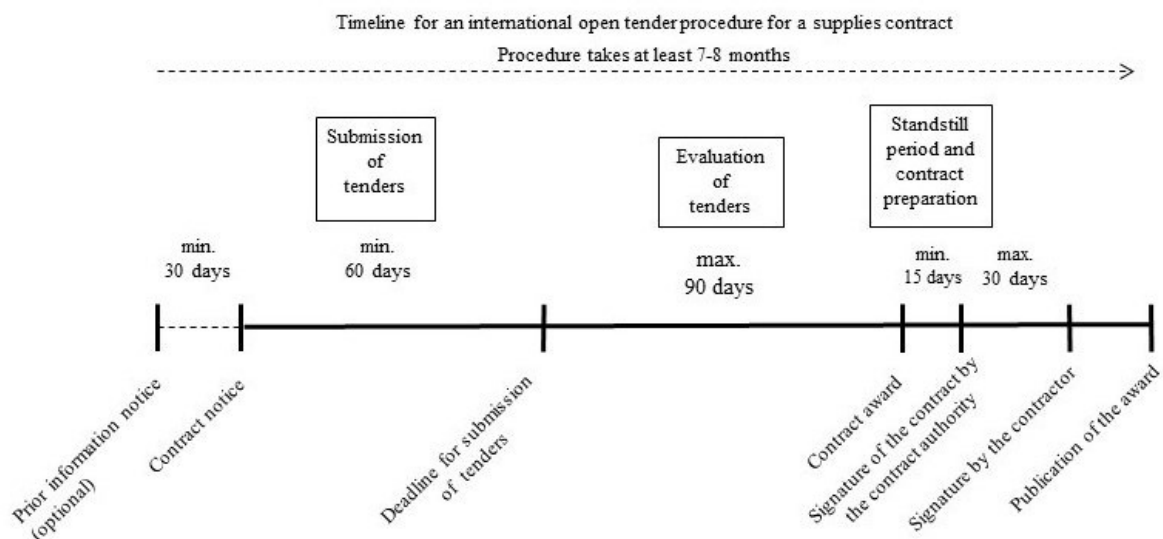 Timeline for an international open tender procedure for a supplies contract
Procedure takes at least 7-8 months
Submission
of
tenders
Evaluation
of
tenders
Standstill
period and
contract
preparation
min.
30 days
min.
60 days
max.
90 days
min.
15 days
max.
30 days
Prior information notice
(optional)
Contract notice
Deadline for submission
of tenders
Contract award
Signature of the contract by
the contract authority
Signature by the contractor
Publication of the award